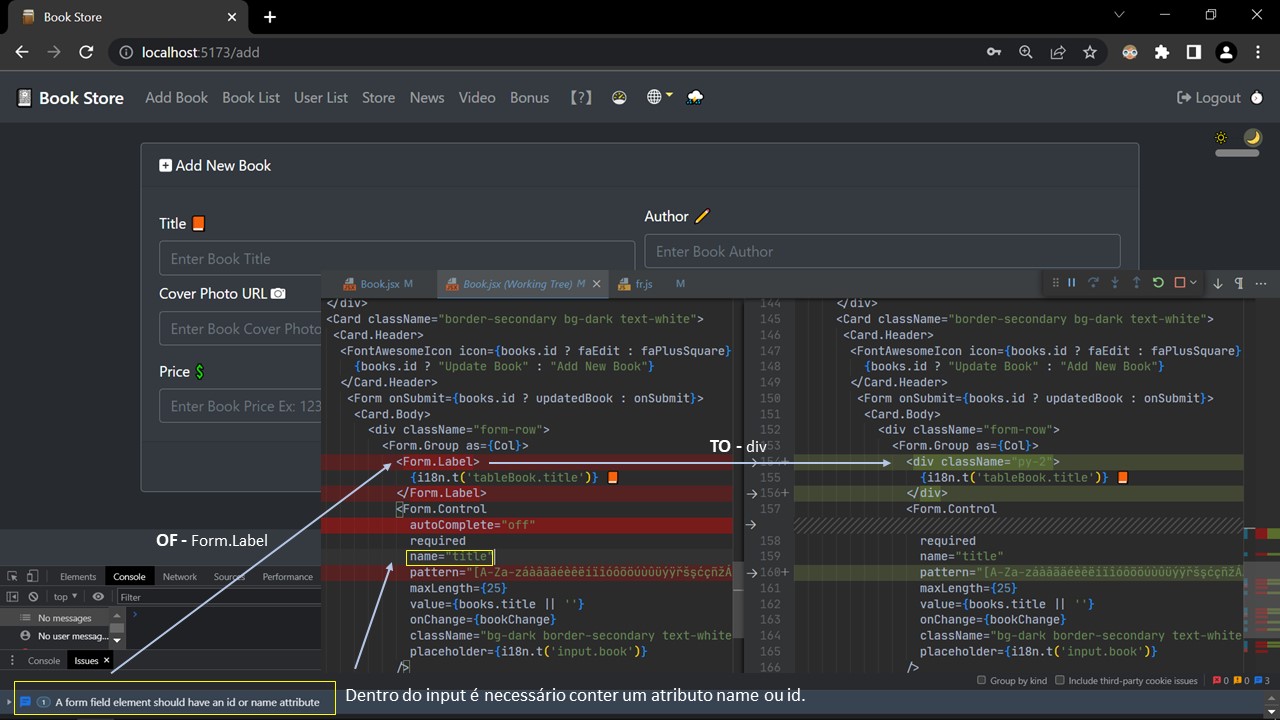 Book Store
localhost:5173/add
Book Store Add Book Book List User List Store News Video Bonus [?] Logout
Add New Book
Title
Author
Enter Book Title
Enter Book Author
Cover Photo URL
Enter Book Cover Photo
Price
Enter Book Price Ex: 123
Book.jsx M Book.jsx (Working Tree) M fr.js M
</div>
<Card className="border-secondary bg-dark text-white">
<Card.Header>
<FontAwesomeIcon icon={books.id ? faEdit : faPlusSquare}
{books.id ? "Update Book" : "Add New Book"}
</Card.Header>
<Form onSubmit={books.id ? updatedBook : onSubmit}>
<Card.Body>
<div className="form-row">
<Form.Group as={Col}>
<Form.Label>
{i18n.t('tableBook.title')}
</Form.Label>
<Form.Control
autoComplete="off"
required
name="title"
maxLength={25}
value={books.title || ''}
onChange={bookChange}
className="bg-dark border-secondary text-white
placeholder={i18n.t('input.book')}
/>
TO - div
144 </div>
145 <Card className="border-secondary bg-dark text-white">
146 <Card.Header>
147 <FontAwesomeIcon icon={books.id ? faEdit : faPlusSquare}
148 {books.id ? "Update Book" : "Add New Book"}
149 </Card.Header>
150 <Form onSubmit={books.id ? updatedBook : onSubmit}>
151 <Card.Body>
152 <div className="form-row">
153 <Form.Group as={Col}>
154+ <div className="py-2">
155 {i18n.t('tableBook.title')}
156+ </div>
157 <Form.Control
158 required
159 name="title"
160+
161 maxLength={25}
162 value={books.title || ''}
163 onChange={bookChange}
164 className="bg-dark border-secondary text-white
165 placeholder={i18n.t('input.book')}
166 />
OF - Form.Label
Elements Console Network Sources Performance
top Filter
No messages
No user messag...
Console Issues
Group by kind Include third-party cookie issues 0 0 3
1 A form field element should have an id or name attribute
Dentro do input é necessário conter um atributo name ou id.